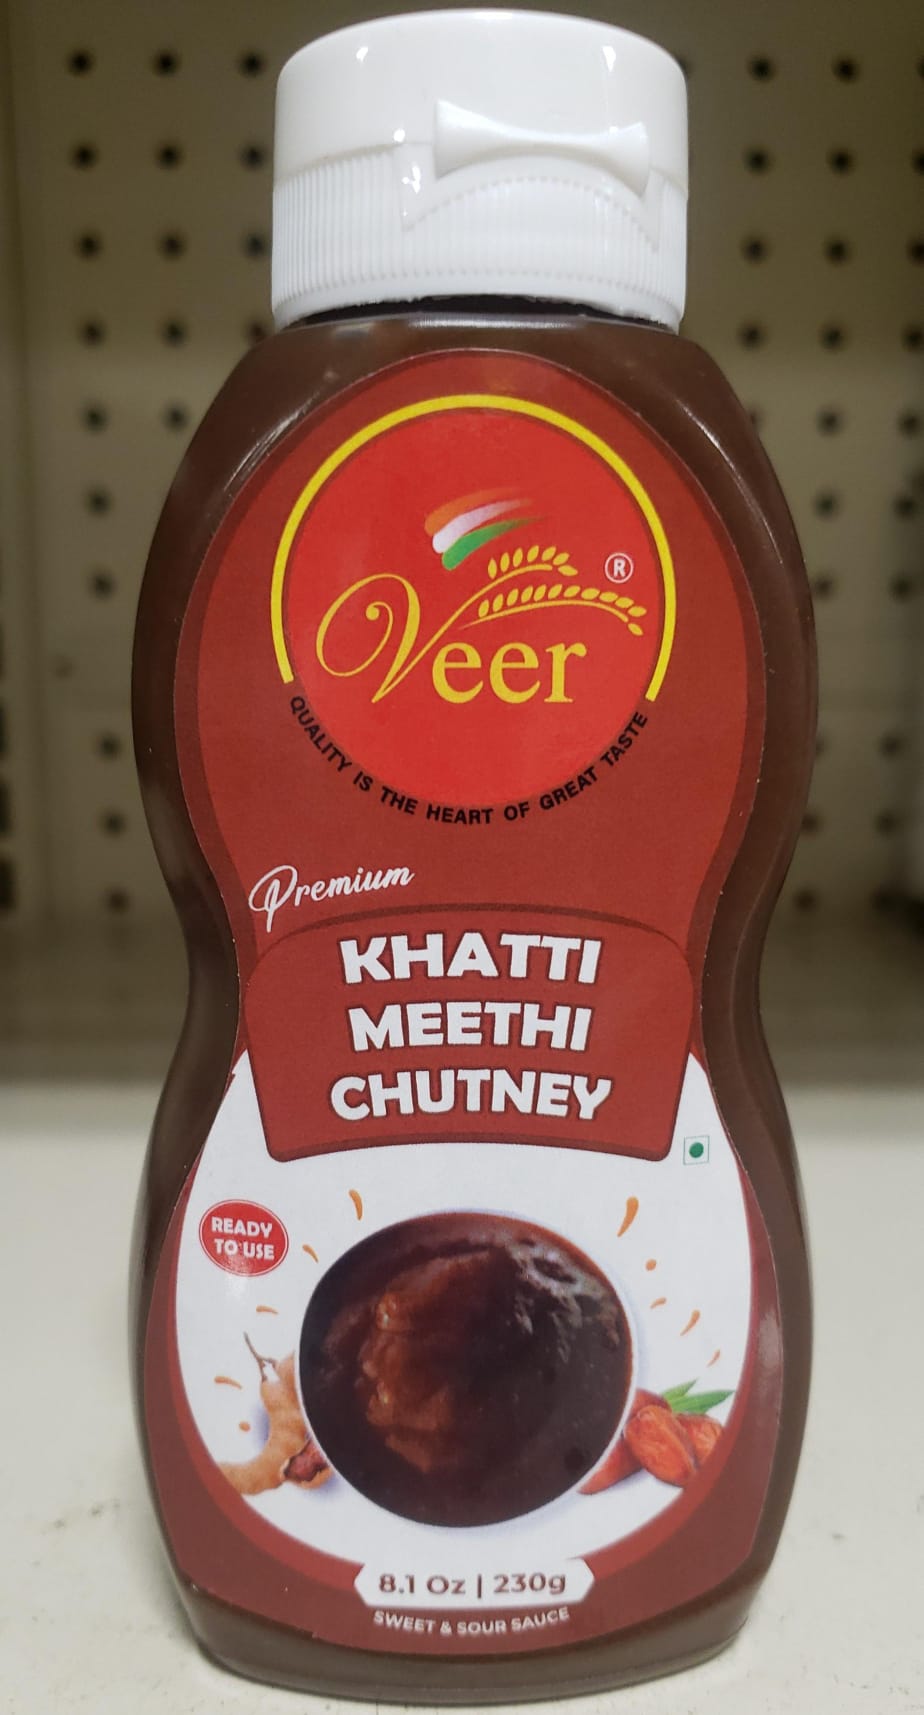 Veer
®
QUALITY IS THE HEART OF GREAT TASTE
Premium
KHATTI
MEETHI
CHUTNEY
READY
TO USE
8.1 Oz | 230g
SWEET & SOUR SAUCE